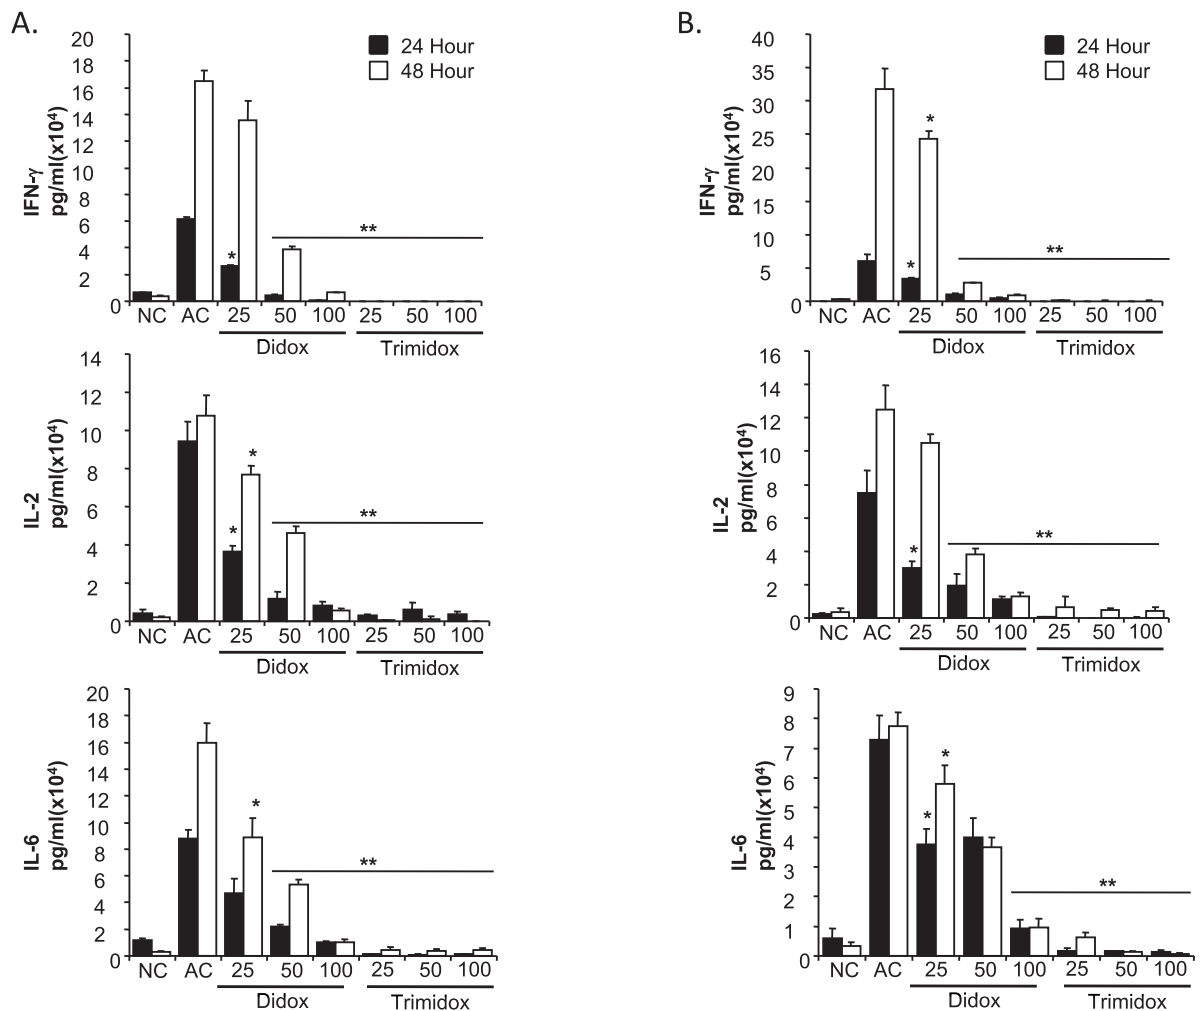 A.
20
18
16
14
12
10
8
6
4
2
0
IFN-γ
pg/ml(x10⁴)
24 Hour
48 Hour
*
**
NC AC 25 50 100 25 50 100
Didox Trimidox
14
12
10
8
6
4
2
0
IL-2
pg/ml(x10⁴)
*
*
**
NC AC 25 50 100 25 50 100
Didox Trimidox
20
18
16
14
12
10
8
6
4
2
0
IL-6
pg/ml(x10⁴)
*
**
NC AC 25 50 100 25 50 100
Didox Trimidox
B.
40
35
30
25
20
15
10
5
0
IFN-γ
pg/ml(x10⁴)
24 Hour
48 Hour
*
*
**
NC AC 25 50 100 25 50 100
Didox Trimidox
16
14
12
10
8
6
4
2
0
IL-2
pg/ml(x10⁴)
*
**
NC AC 25 50 100 25 50 100
Didox Trimidox
9
8
7
6
5
4
3
2
1
0
IL-6
pg/ml(x10⁴)
*
*
**
NC AC 25 50 100 25 50 100
Didox Trimidox